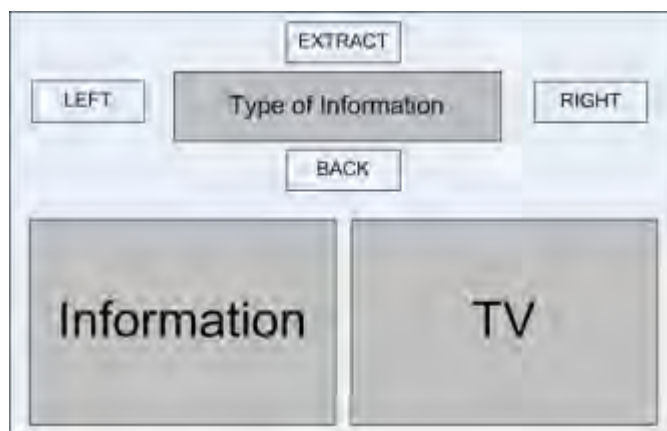 EXTRACT
LEFT
Type of Information
RIGHT
BACK
Information
TV